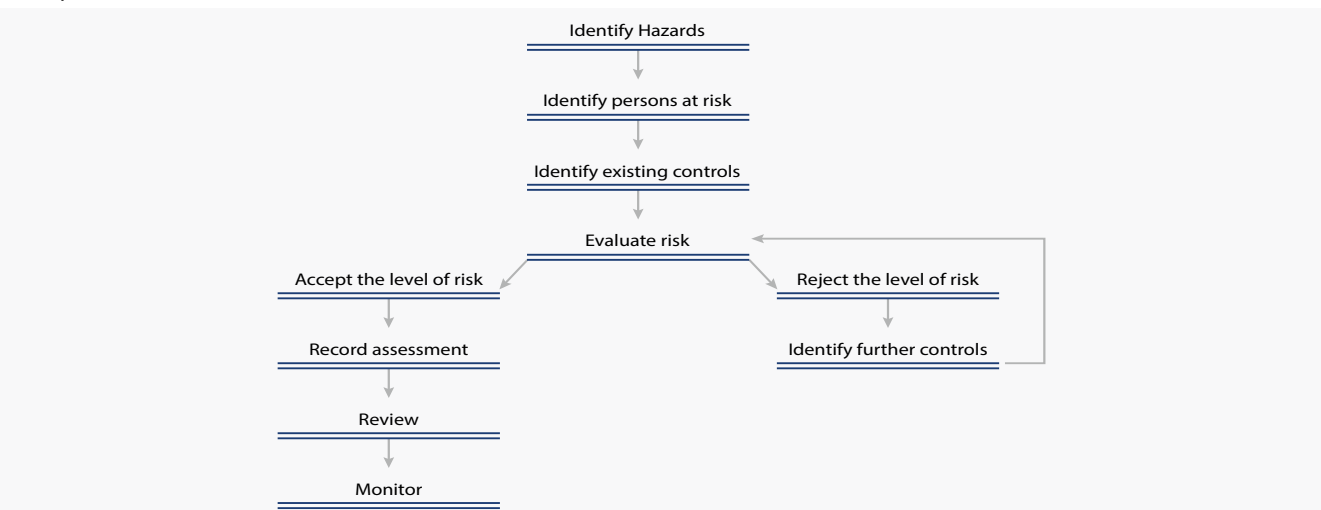 Identify Hazards
Identify persons at risk
Identify existing controls
Evaluate risk
Accept the level of risk
Reject the level of risk
Record assessment
Identify further controls
Review
Monitor